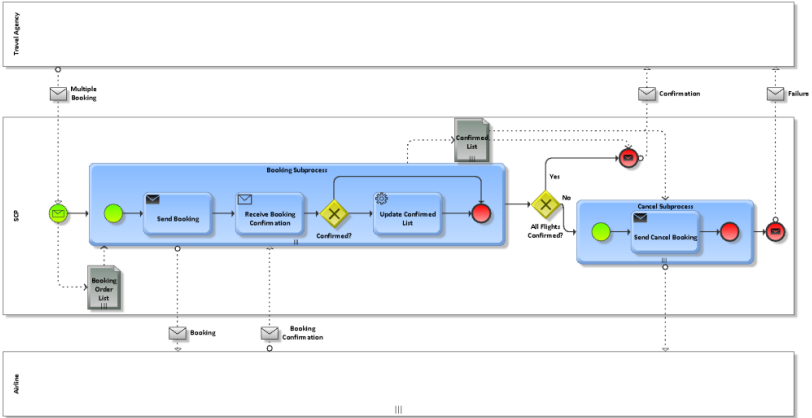 Travel Agency
Multiple
Booking
Confirmation
Failure
SCP
Confirmed
List
Booking Subprocess
Send Booking
Receive Booking
Confirmation
Confirmed?
Update Confirmed
List
Yes
No
All Flights
Confirmed?
Cancel Subprocess
Send Cancel Booking
Booking
Order
List
Booking
Booking
Confirmation
Airline